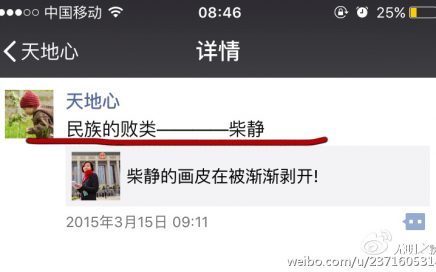 中国移动 08:46 25%
天地心 详情
天地心
民族的败类————柴静
柴静的画皮在被渐渐剥开!
2015年3月15日 09:11
weibo.com/u/237160531